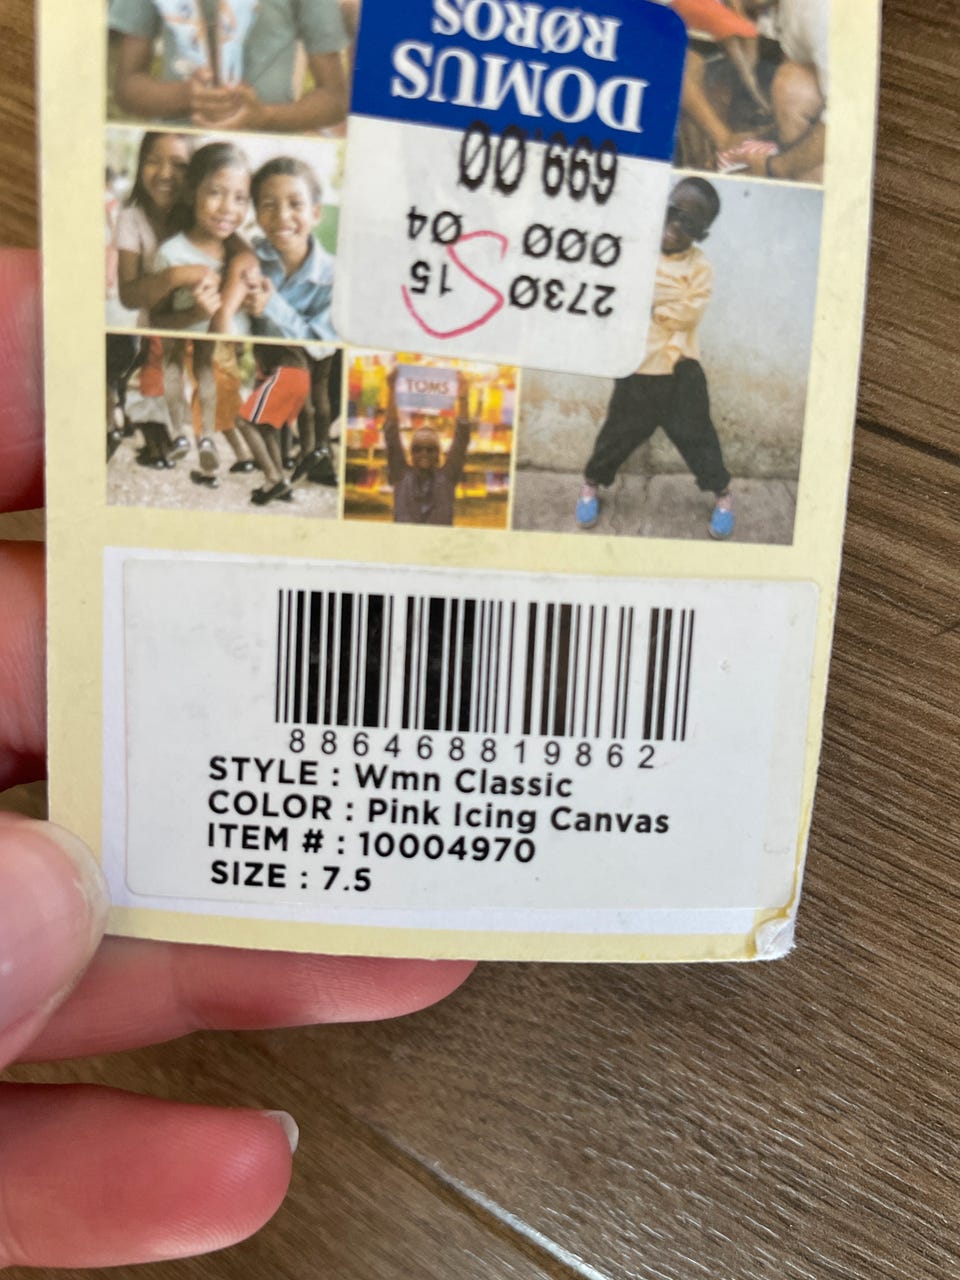 2730 15
000 04
699,00
DOMUS
RØROS
TOMS
886468819862
STYLE : Wmn Classic
COLOR : Pink Icing Canvas
ITEM # : 10004970
SIZE : 7.5